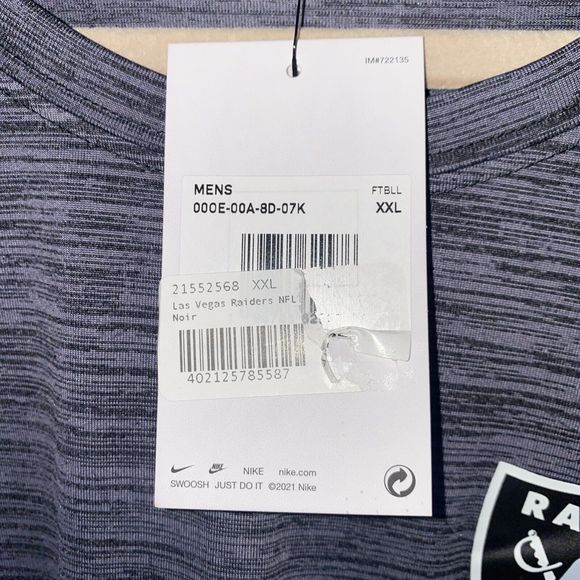 IM#722135
MENS FTBLL
000E-00A-8D-07K XXL
21552568 XXL
Las Vegas Raiders NFL
Noir
402125785587
NIKE nike.com
SWOOSH JUST DO IT ©2021 Nike
RA